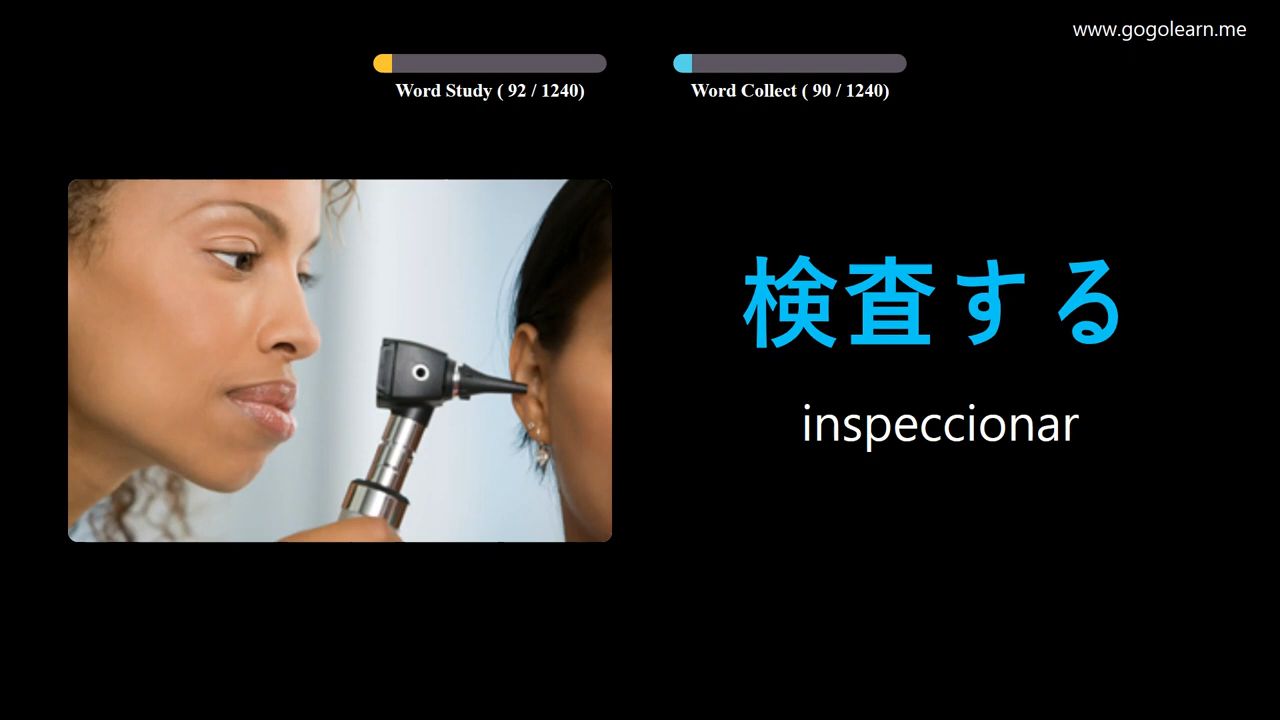 www.gogolearn.me
Word Study ( 92 / 1240)
Word Collect ( 90 / 1240)
検査する
inspeccionar